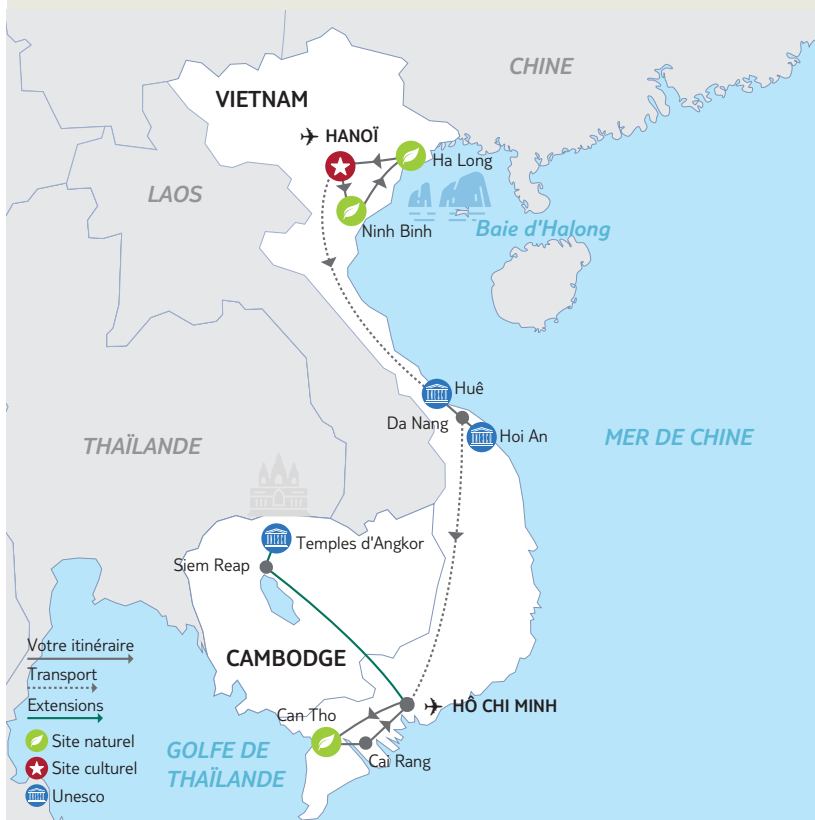 CHINE
VIETNAM
HANOÏ
Ha Long
LAOS
Ninh Binh
Baie d'Halong
Huê
Da Nang
Hoi An
MER DE CHINE
THAÏLANDE
Temples d'Angkor
Siem Reap
CAMBODGE
HÔ CHI MINH
Can Tho
Cai Rang
GOLFE DE
THAÏLANDE
Votre itinéraire
Transport
Extensions
Site naturel
Site culturel
Unesco